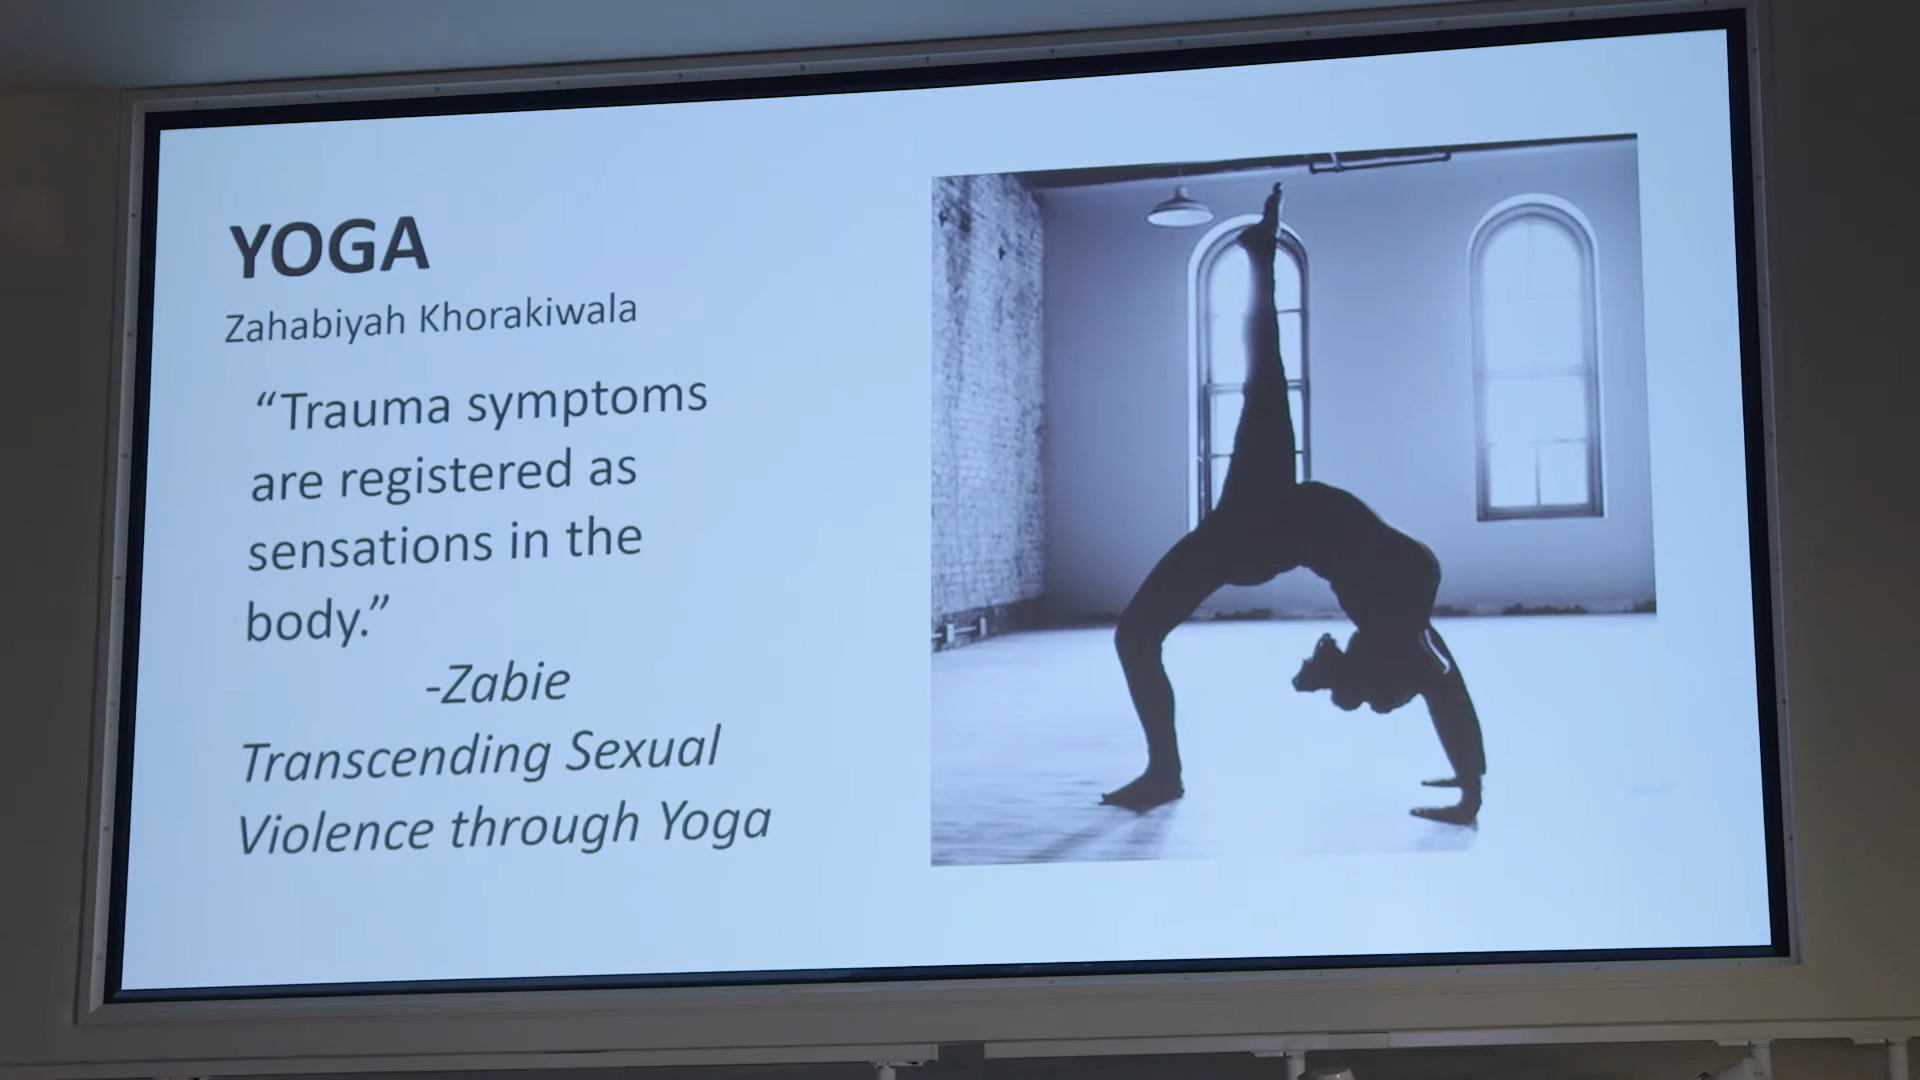 YOGA
Zahabiyah Khorakiwala
“Trauma symptoms
are registered as
sensations in the
body.”
-Zabie
Transcending Sexual
Violence through Yoga